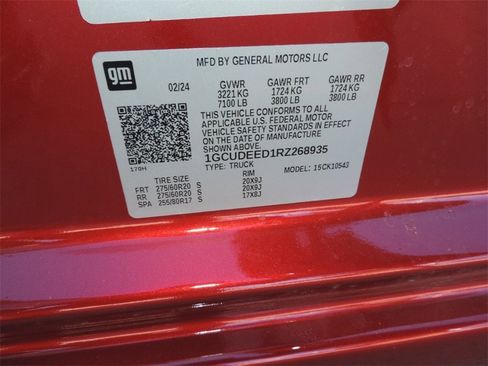 MFD BY GENERAL MOTORS LLC
gm
02/24 GVWR GAWR FRT GAWR RR
3221 KG 1724 KG 1724 KG
7100 LB 3800 LB 3800 LB
THIS VEHICLE CONFORMS TO ALL
APPLICABLE U.S. FEDERAL MOTOR
VEHICLE SAFETY STANDARDS IN EFFECT
ON THE DATE OF MANUFACTURE
SHOWN ABOVE.
170H
1GCUDEED1RZ268935
TYPE: TRUCK MODEL: 15CK10543
TIRE SIZE RIM
FRT 275/60R20 S 20X9J
RR 275/60R20 S 20X9J
SPA 255/80R17 S 17X8J